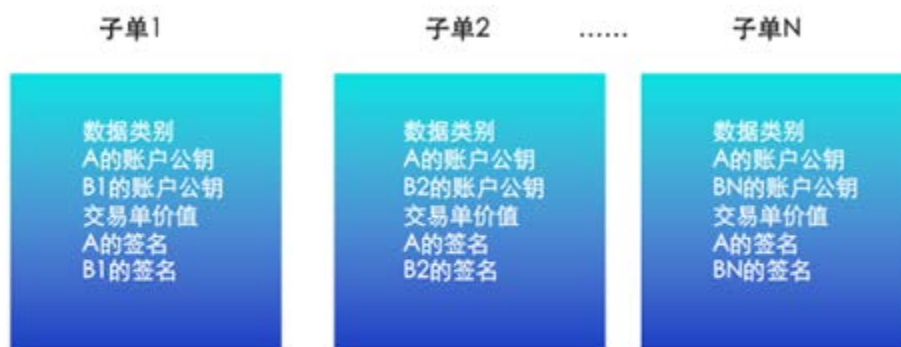 子单1
子单2
......
子单N
数据类别
A的账户公钥
B1的账户公钥
交易单价值
A的签名
B1的签名
数据类别
A的账户公钥
B2的账户公钥
交易单价值
A的签名
B2的签名
数据类别
A的账户公钥
BN的账户公钥
交易单价值
A的签名
BN的签名